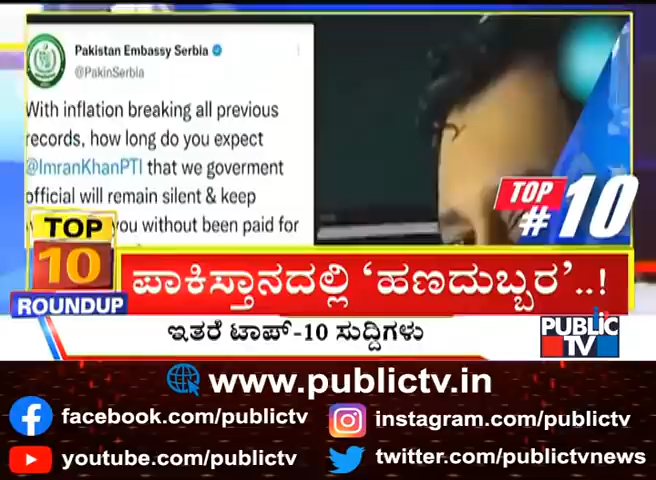 Pakistan Embassy Serbia
@PakinSerbia
With inflation breaking all previous
records, how long do you expect
@ImranKhanPTI that we goverment
official will remain silent & keep
you without been paid for
TOP
#10
TOP
10
ROUNDUP
ಪಾಕಿಸ್ತಾನದಲ್ಲಿ ‘ಹಣದುಬ್ಬರ’..!
ಇತರೆ ಟಾಪ್-10 ಸುದ್ದಿಗಳು
PUBLIC
TV
www.publictv.in
facebook.com/publictv
instagram.com/publictv
youtube.com/publictv
twitter.com/publictvnews